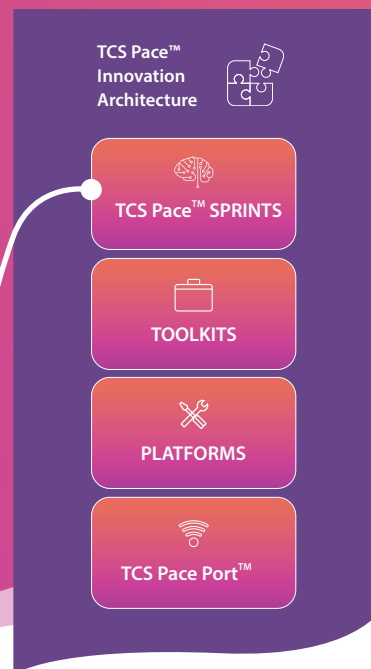 TCS Pace™
Innovation
Architecture
TCS Pace™ SPRINTS
TOOLKITS
PLATFORMS
TCS Pace Port™